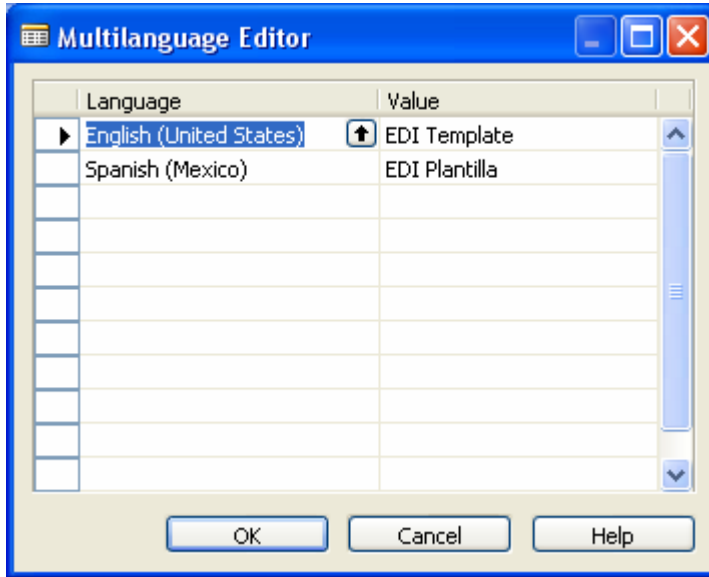 Multilanguage Editor
Language Value
English (United States) EDI Template
Spanish (Mexico) EDI Plantilla
OK Cancel Help